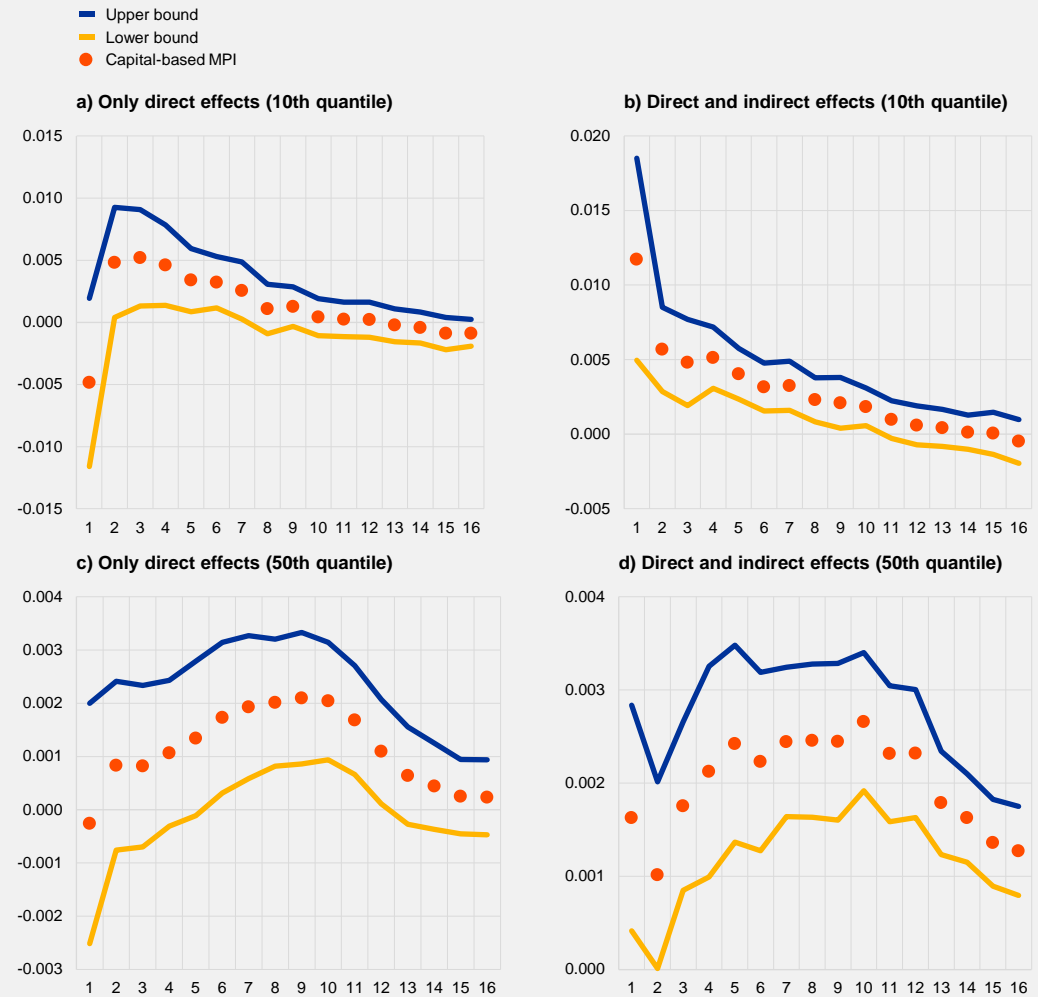 Upper bound
Lower bound
Capital-based MPI
a) Only direct effects (10th quantile)
0.015
0.010
0.005
0.000
-0.005
-0.010
-0.015
1 2 3 4 5 6 7 8 9 10 11 12 13 14 15 16
b) Direct and indirect effects (10th quantile)
0.020
0.015
0.010
0.005
0.000
-0.005
1 2 3 4 5 6 7 8 9 10 11 12 13 14 15 16
c) Only direct effects (50th quantile)
0.004
0.003
0.002
0.001
0.000
-0.001
-0.002
-0.003
1 2 3 4 5 6 7 8 9 10 11 12 13 14 15 16
d) Direct and indirect effects (50th quantile)
0.004
0.003
0.002
0.001
0.000
1 2 3 4 5 6 7 8 9 10 11 12 13 14 15 16